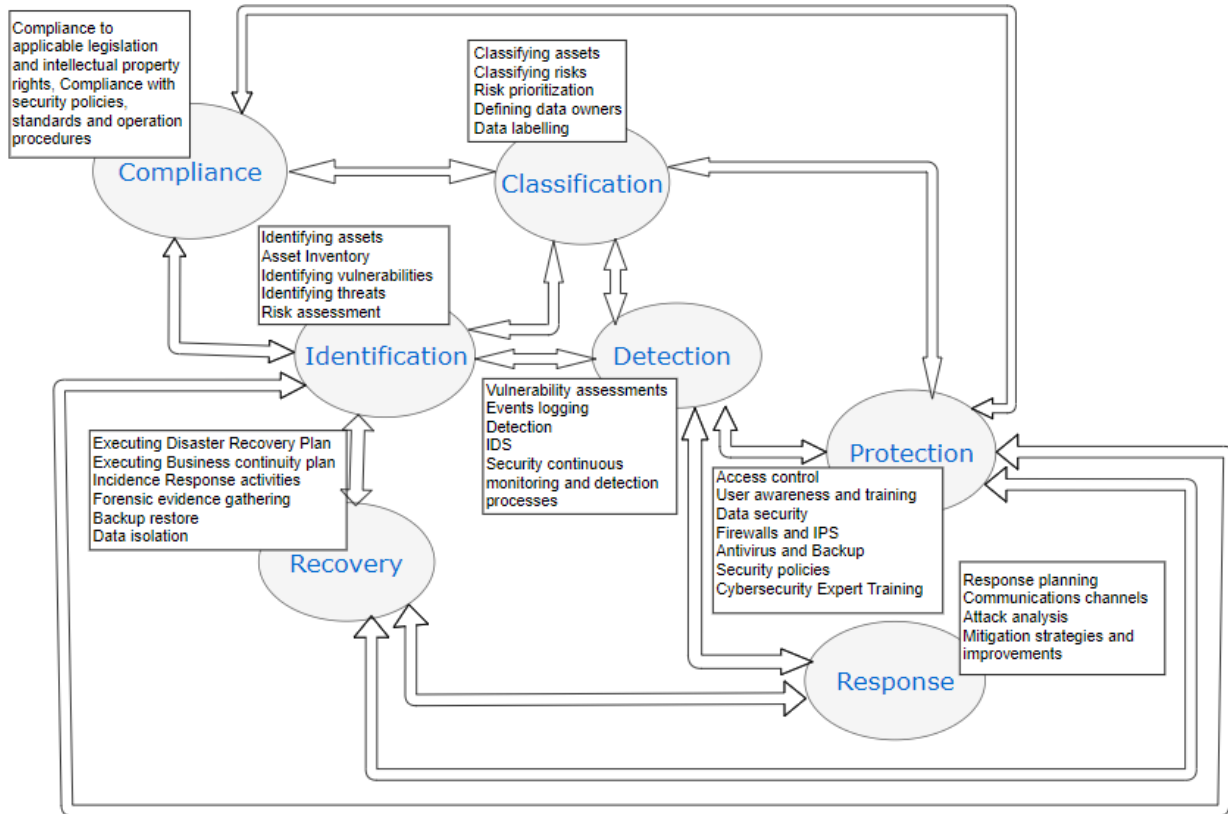 Compliance to
applicable legislation
and intellectual property
rights, Compliance with
security policies,
standards and operation
procedures
Compliance
Classifying assets
Classifying risks
Risk prioritization
Defining data owners
Data labelling
Classification
Identifying assets
Asset Inventory
Identifying vulnerabilities
Identifying threats
Risk assessment
Identification
Detection
Vulnerability assessments
Events logging
Detection
IDS
Security continuous
monitoring and detection
processes
Protection
Access control
User awareness and training
Data security
Firewalls and IPS
Antivirus and Backup
Security policies
Cybersecurity Expert Training
Executing Disaster Recovery Plan
Executing Business continuity plan
Incidence Response activities
Forensic evidence gathering
Backup restore
Data isolation
Recovery
Response planning
Communications channels
Attack analysis
Mitigation strategies and
improvements
Response